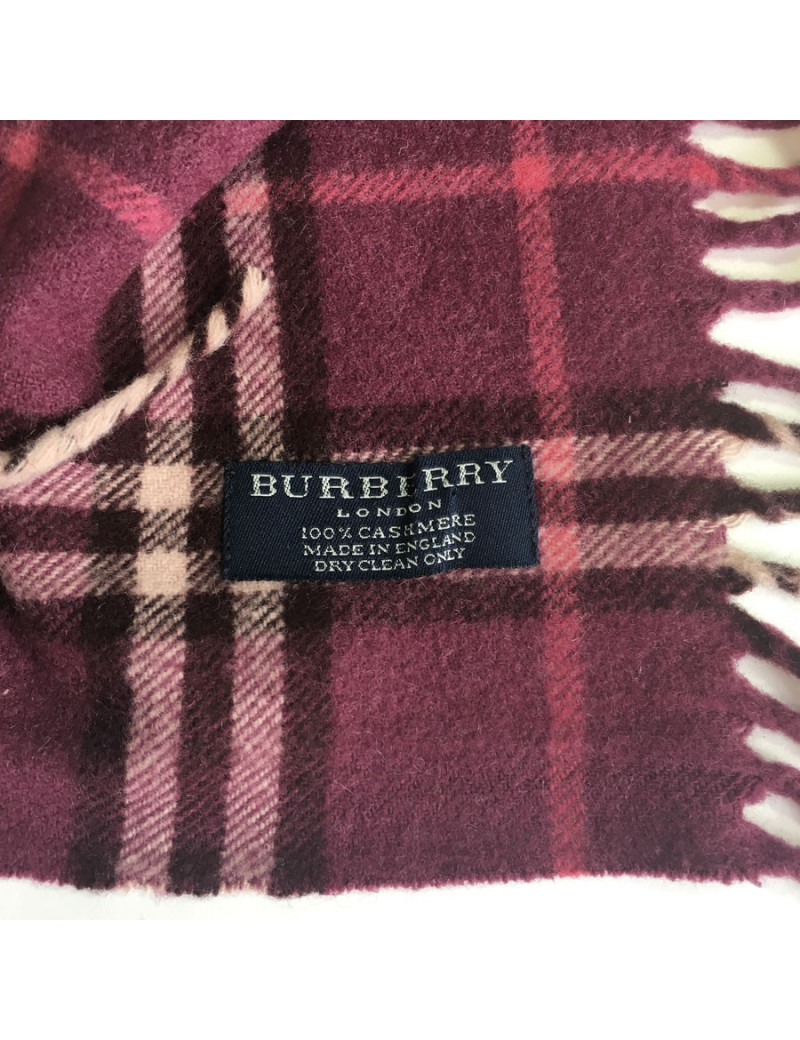 BURBERRY
LONDON
100% CASHMERE
MADE IN ENGLAND
DRY CLEAN ONLY